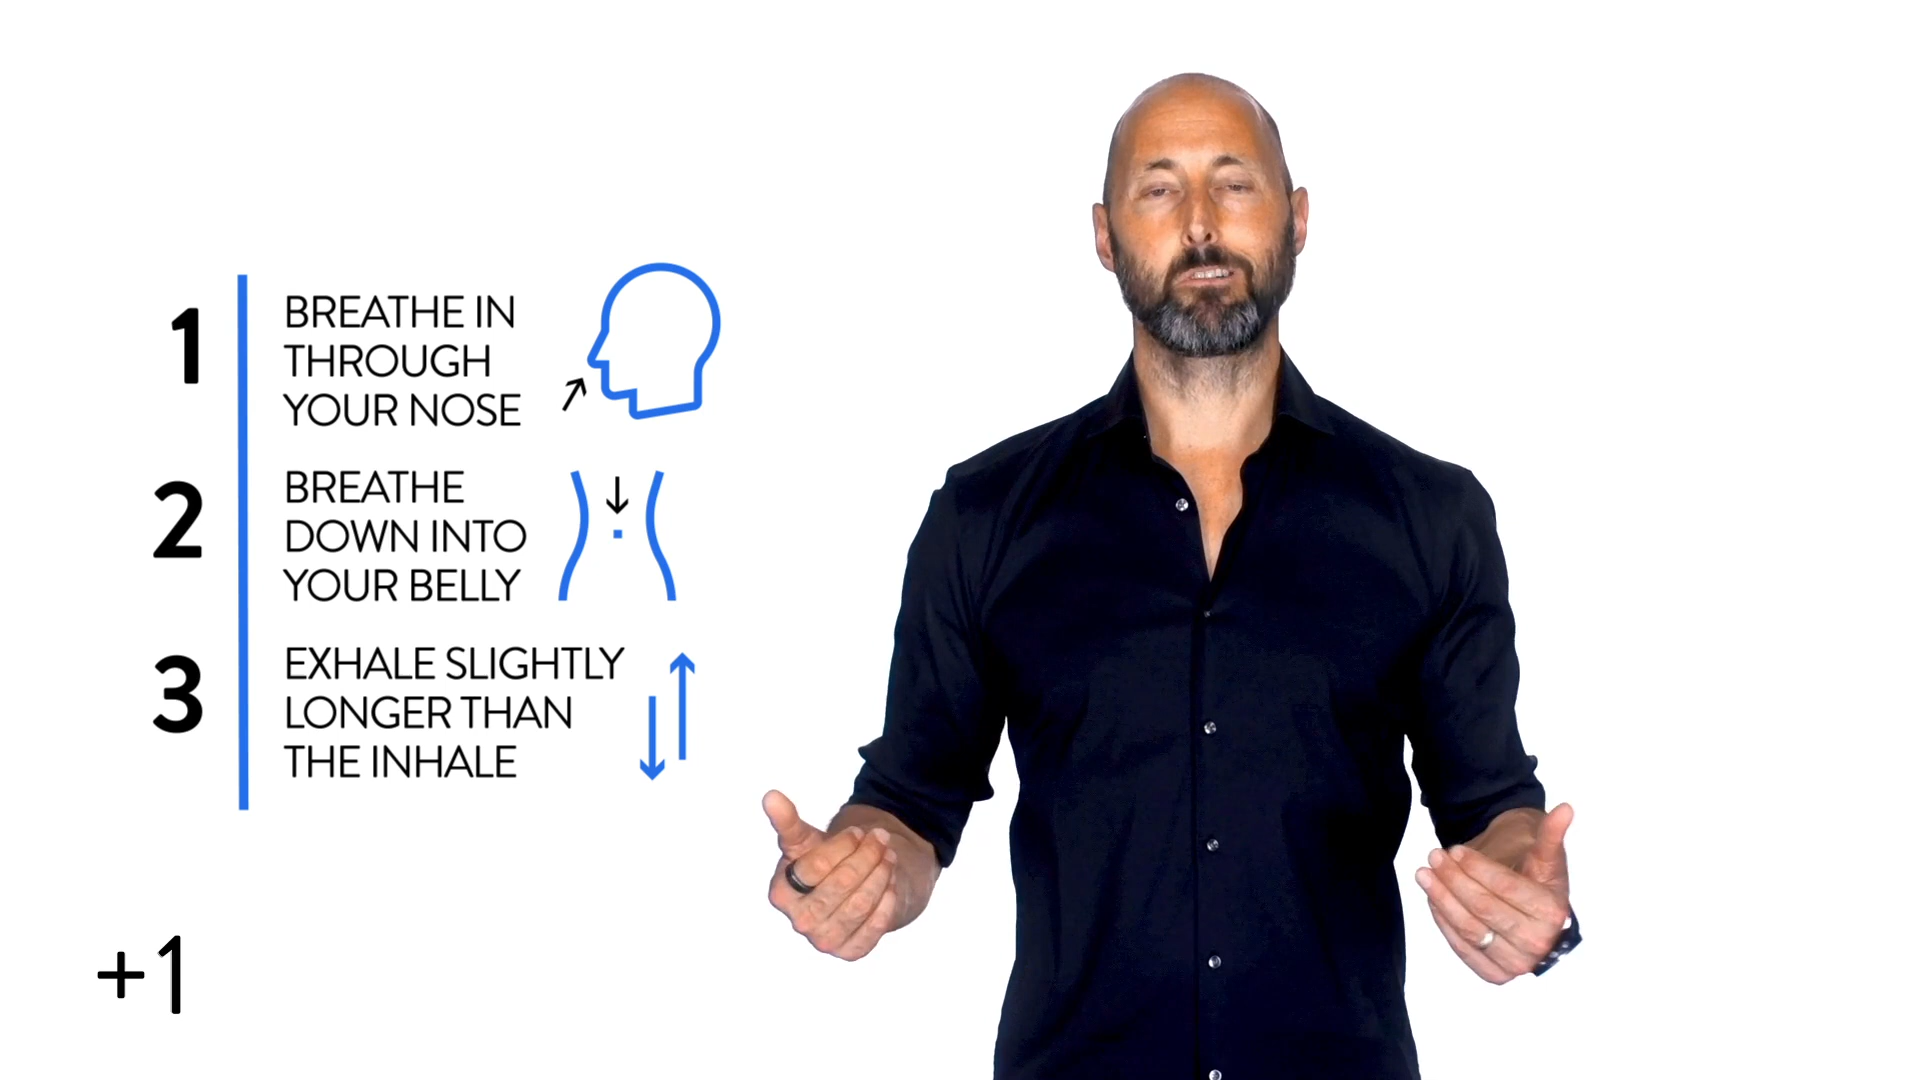 1
BREATHE IN
THROUGH
YOUR NOSE
2
BREATHE
DOWN INTO
YOUR BELLY
3
EXHALE SLIGHTLY
LONGER THAN
THE INHALE
+1